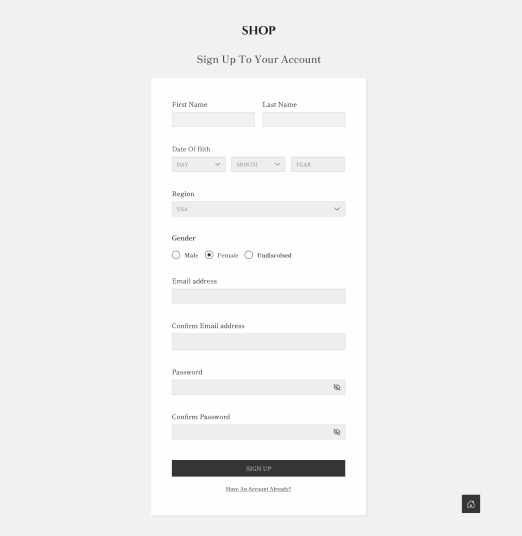 SHOP
Sign Up To Your Account
First Name Last Name
Date Of Bith
DAY MONTH YEAR
Region
USA
Gender
Male Female Undiscolsed
Email address
Confirm Email address
Password
Confirm Password
SIGN UP
Have An Account Already?